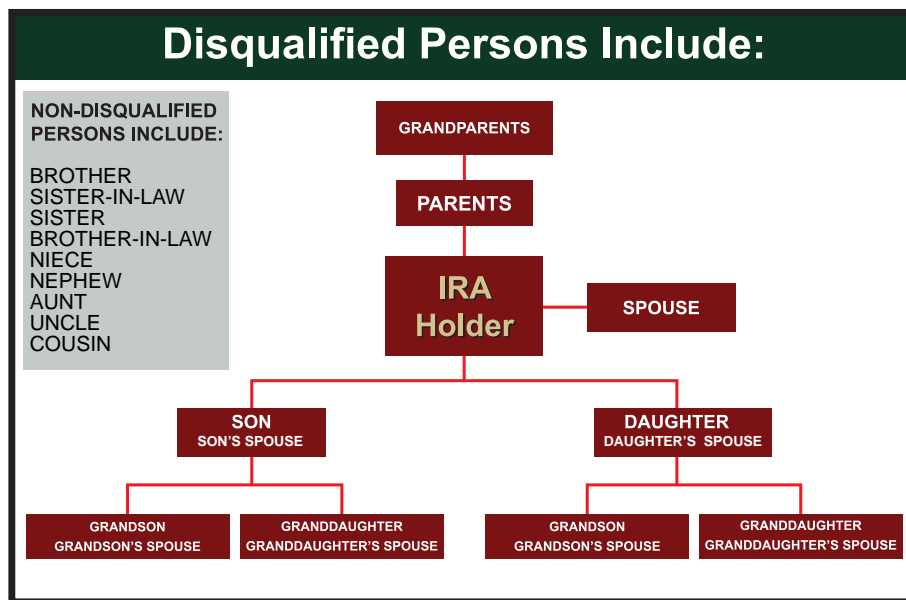 Disqualified Persons Include:
NON-DISQUALIFIED
PERSONS INCLUDE:
BROTHER
SISTER-IN-LAW
SISTER
BROTHER-IN-LAW
NIECE
NEPHEW
AUNT
UNCLE
COUSIN
GRANDPARENTS
PARENTS
IRA
Holder
SPOUSE
SON
SON'S SPOUSE
DAUGHTER
DAUGHTER'S SPOUSE
GRANDSON
GRANDSON'S SPOUSE
GRANDDAUGHTER
GRANDDAUGHTER'S SPOUSE
GRANDSON
GRANDSON'S SPOUSE
GRANDDAUGHTER
GRANDDAUGHTER'S SPOUSE